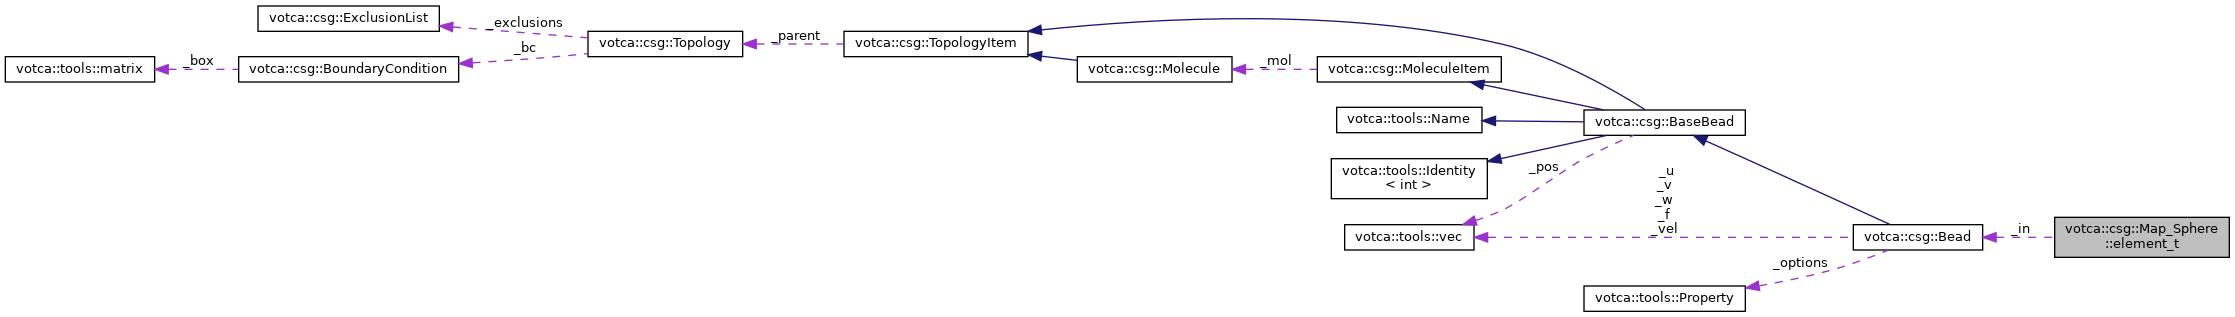 votca::csg::ExclusionList
_exclusions
votca::csg::Topology
_parent
votca::csg::TopologyItem
_bc
votca::tools::matrix
_box
votca::csg::BoundaryCondition
votca::csg::Molecule
_mol
votca::csg::MoleculeItem
votca::tools::Name
votca::csg::BaseBead
votca::tools::Identity
< int >
_pos
_u
_v
_w
_f
_vel
votca::tools::vec
votca::csg::Bead
_in
votca::csg::Map_Sphere
::element_t
_options
votca::tools::Property